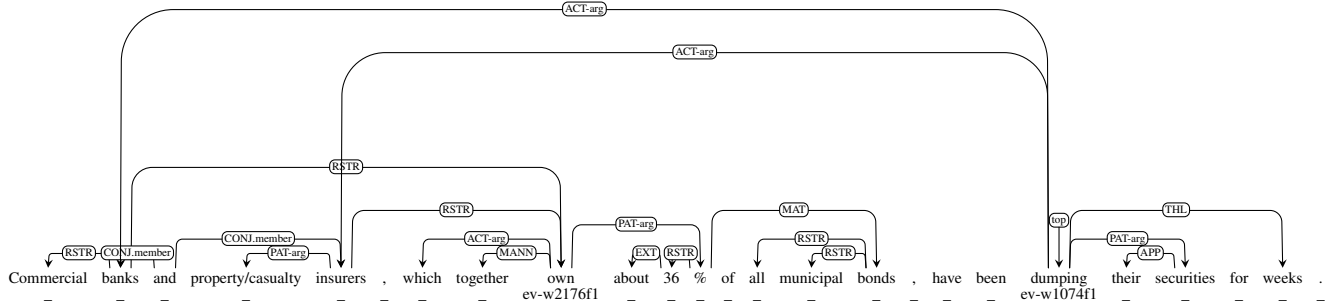 ACT-arg
ACT-arg
RSTR
RSTR PAT-arg MAT top THL
CONJ.member ACT-arg RSTR PAT-arg
RSTR CONJ.member PAT-arg MANN EXT RSTR RSTR APP
Commercial banks and property/casualty insurers , which together own about 36 % of all municipal bonds , have been dumping their securities for weeks .
_ _ _ _ _ _ _ _ ev-w2176f1 _ _ _ _ _ _ _ _ _ _ ev-w1074f1 _ _ _ _ _